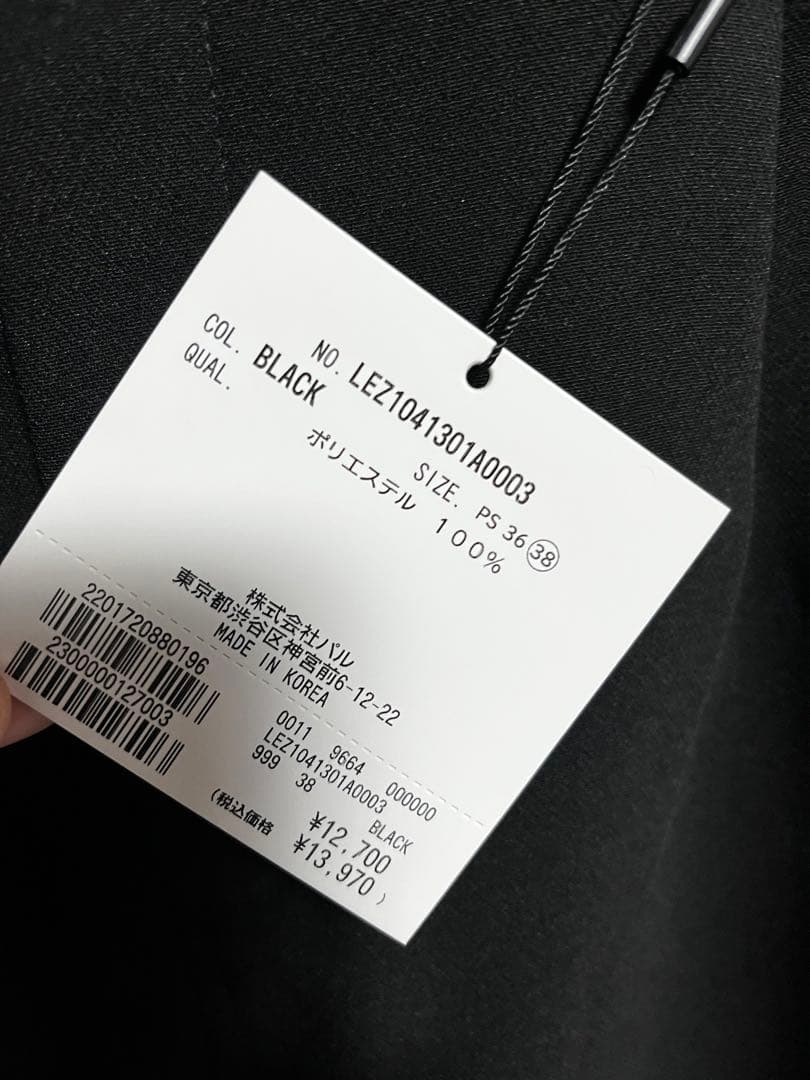 NO. LEZ1041301A0003
COL. BLACK
SIZE. PS 36 38
QUAL.
ポリエステル 100%
株式会社パル
東京都渋谷区神宮前6-12-22
MADE IN KOREA
2201720880196
2300000127003
0011 9664 000000
LEZ1041301A0003
999 38 BLACK
¥12,700
(税込価格 ¥13,970)